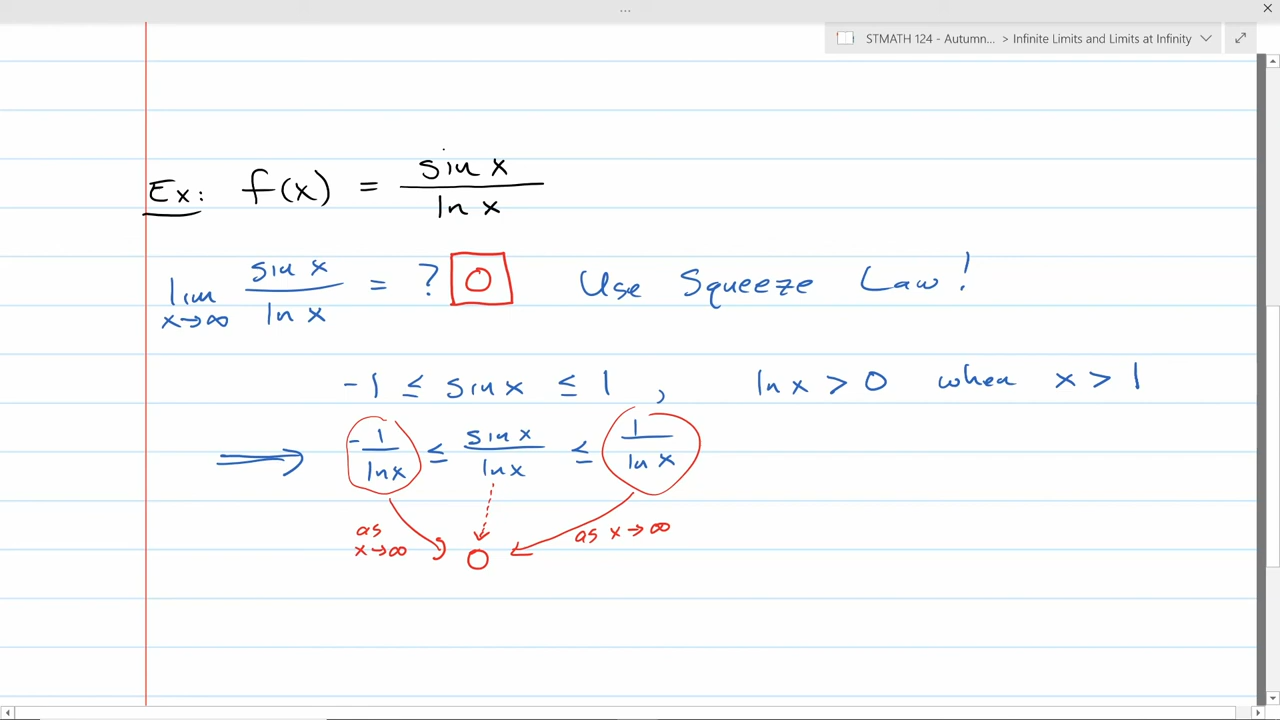 ...
STMATH 124 - Autumn... > Infinite Limits and Limits at Infinity
Ex: f(x) = sin x / ln x
lim x→∞ sin x / ln x = ? 0 Use Squeeze Law!
-1 ≤ sin x ≤ 1 , ln x > 0 when x > 1
⟹ -1 / ln x ≤ sin x / ln x ≤ 1 / ln x
as x→∞ 0 as x→∞